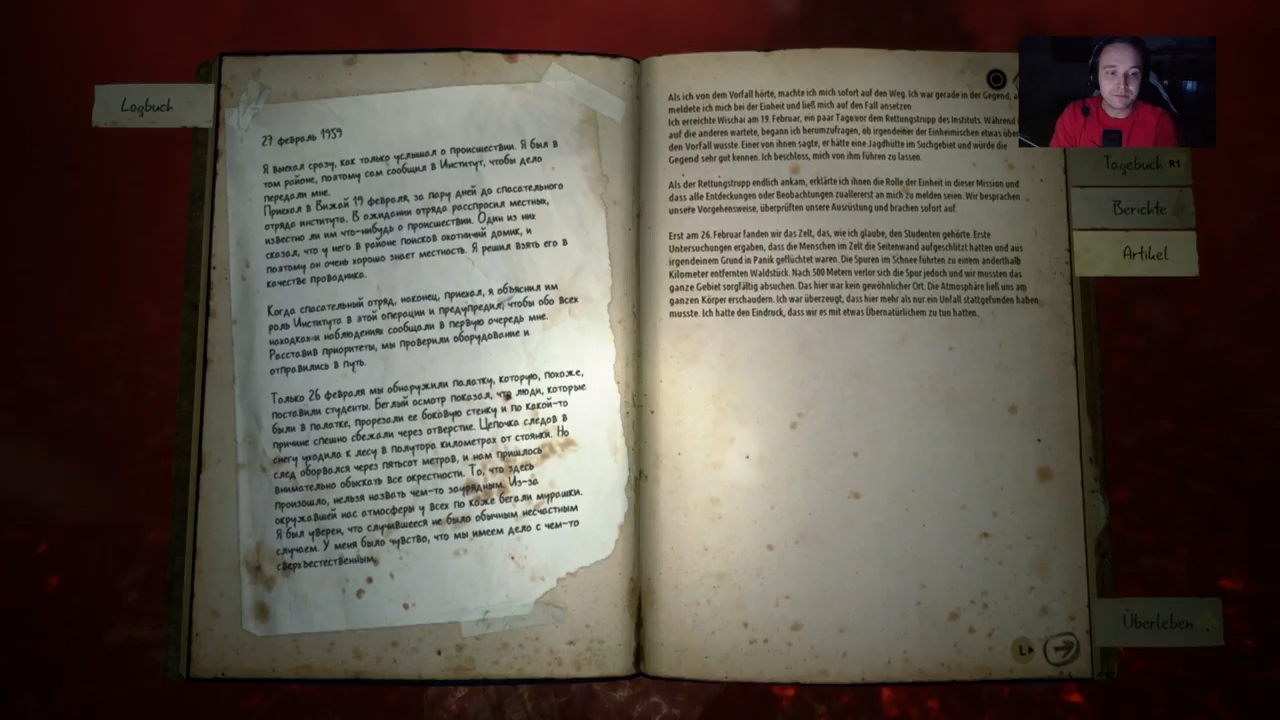 Logbuch
27 февраль 1959
Я выехал сразу, как только услышал о происшествии. Я был в
том районе, поэтому сам сообщил в Институт, чтобы дело
передали мне.
Приехал в Вижай 19 февраля, за пару дней до спасательного
отряда института. В ожидании отряда расспросил местных,
известно ли им что-нибудь о происшествии. Один из них
сказал, что у него в районе поисков охотничий домик, и
поэтому он очень хорошо знает местность. Я решил взять его в
качестве проводника.
Когда спасательный отряд, наконец, приехал, я объяснил им
роль Института в этой операции и предупредил, чтобы обо всех
находках и наблюдениях сообщали в первую очередь мне.
Расставив приоритеты, мы проверили оборудование и
отправились в путь.
Только 26 февраля мы обнаружили палатку, которую, похоже,
поставили студенты. Беглый осмотр показал, что люди, которые
были в палатке, прорезали ее боковую стенку и по какой-то
причине спешно сбежали через отверстие. Цепочка следов в
снегу уходила к лесу в полутора километрах от стоянки. Но
след оборвался через пятьсот метров, и нам пришлось
внимательно обыскать все окрестности. То, что здесь
произошло, нельзя назвать чем-то заурядным. Из-за
окружавшей нас атмосферы у всех по коже бегали мурашки.
Я был уверен, что случившееся не было обычным несчастным
случаем. У меня было чувство, что мы имеем дело с чем-то
сверхъестественным.
Als ich von dem Vorfall hörte, machte ich mich sofort auf den Weg. Ich war gerade in der Gegend,
meldete ich mich bei der Einheit und ließ mich auf den Fall ansetzen.
Ich erreichte Wischai am 19. Februar, ein paar Tage vor dem Rettungstrupp des Instituts. Während
auf die anderen wartete, begann ich herumzufragen, ob irgendeiner der Einheimischen etwas über
den Vorfall wusste. Einer von ihnen sagte, er hätte eine Jagdhütte im Suchgebiet und würde die
Gegend sehr gut kennen. Ich beschloss, mich von ihm führen zu lassen.
Als der Rettungstrupp endlich ankam, erklärte ich ihnen die Rolle der Einheit in dieser Mission und
dass alle Entdeckungen oder Beobachtungen zuallererst an mich zu melden seien. Wir besprachen
unsere Vorgehensweise, überprüften unsere Ausrüstung und brachen sofort auf.
Erst am 26. Februar fanden wir das Zelt, das, wie ich glaube, den Studenten gehörte. Erste
Untersuchungen ergaben, dass die Menschen im Zelt die Seitenwand aufgeschlitzt hatten und aus
irgendeinem Grund in Panik geflüchtet waren. Die Spuren im Schnee führten zu einem anderthalb
Kilometer entfernten Waldstück. Nach 500 Metern verlor sich die Spur jedoch und wir mussten das
ganze Gebiet sorgfältig absuchen. Das hier war kein gewöhnlicher Ort. Die Atmosphäre ließ uns am
ganzen Körper erschaudern. Ich war überzeugt, dass hier mehr als nur ein Unfall stattgefunden haben
musste. Ich hatte den Eindruck, dass wir es mit etwas Übernatürlichem zu tun hatten.
Tagebuch R1
Berichte
Artikel
Überleben
L